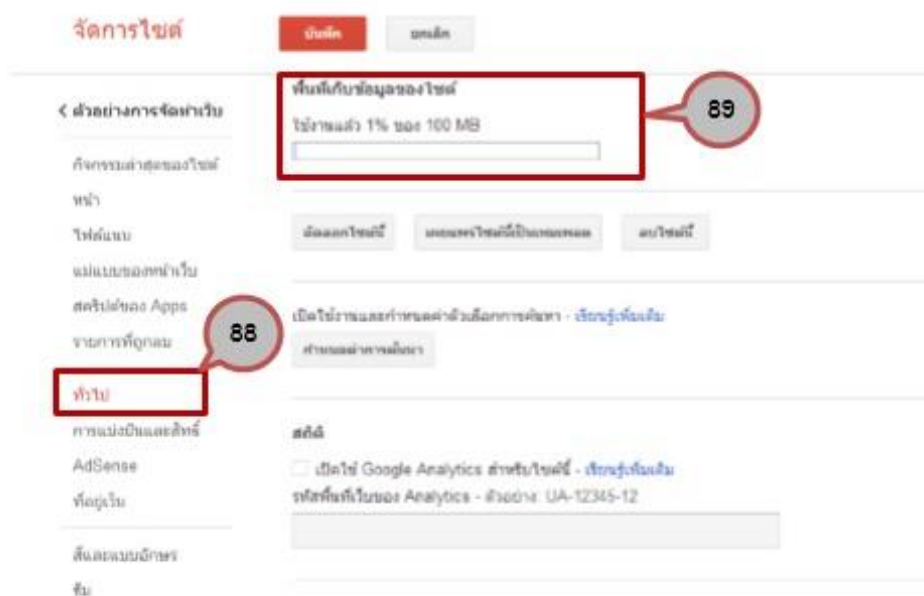 จัดการไซต์
บันทึก
ยกเลิก
< ตัวอย่างการจัดทำเว็บ
กิจกรรมล่าสุดของไซต์
หน้า
ไฟล์แนบ
แม่แบบของหน้าเว็บ
สคริปต์ของ Apps
รายการที่ถูกลบ
88
ทั่วไป
การแบ่งปันและสิทธิ์
AdSense
ที่อยู่เว็บ
สีและแบบอักษร
ธีม
พื้นที่เก็บข้อมูลของไซต์
ใช้งานแล้ว 1% ของ 100 MB
89
คัดลอกไซต์นี้
เผยแพร่ไซต์นี้เป็นแทมเพลต
ลบไซต์นี้
เปิดใช้งานและกำหนดค่าตัวเลือกการค้นหา - เรียนรู้เพิ่มเติม
กำหนดค่าการค้นหา
สถิติ
เปิดใช้ Google Analytics สำหรับไซต์นี้ - เรียนรู้เพิ่มเติม
รหัสพื้นที่เว็บของ Analytics - ตัวอย่าง: UA-12345-12